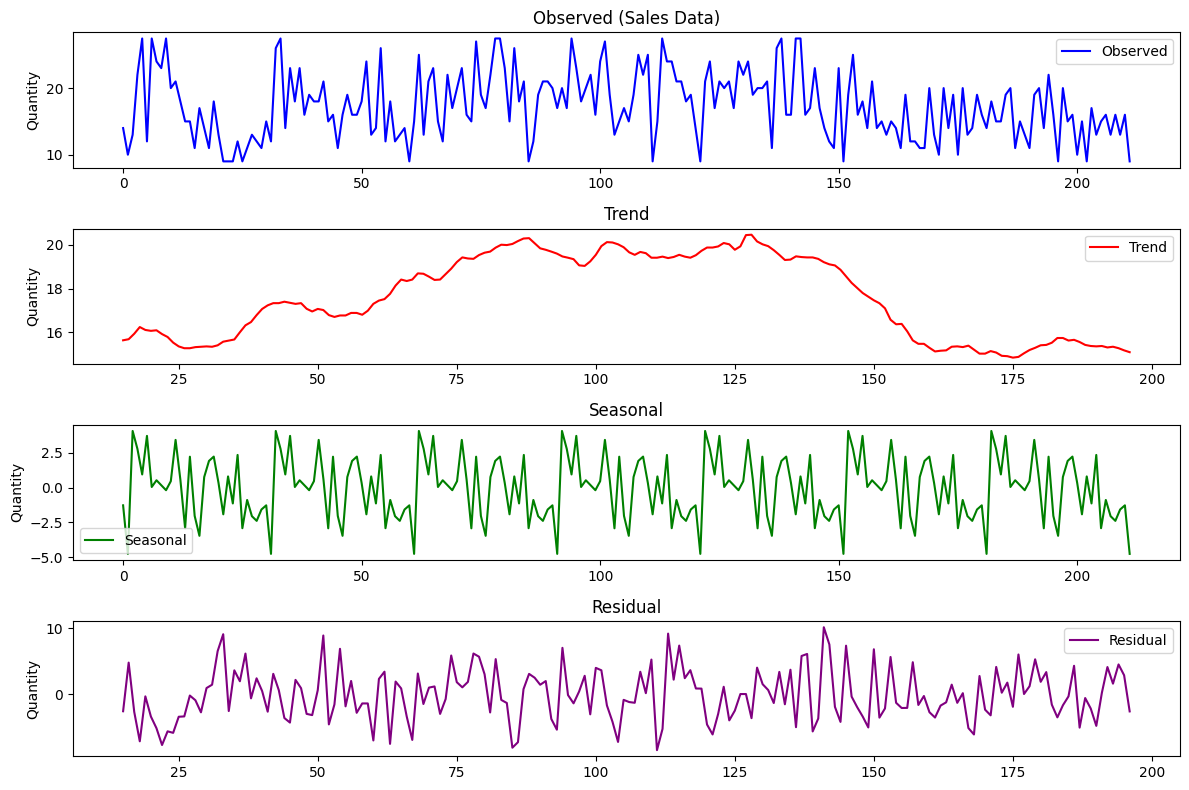 Observed (Sales Data)
Quantity
20
10
Observed
0 50 100 150 200
Trend
Quantity
20
18
16
Trend
25 50 75 100 125 150 175 200
Seasonal
Quantity
2.5
0.0
−2.5
−5.0
Seasonal
0 50 100 150 200
Residual
Quantity
10
0
Residual
25 50 75 100 125 150 175 200